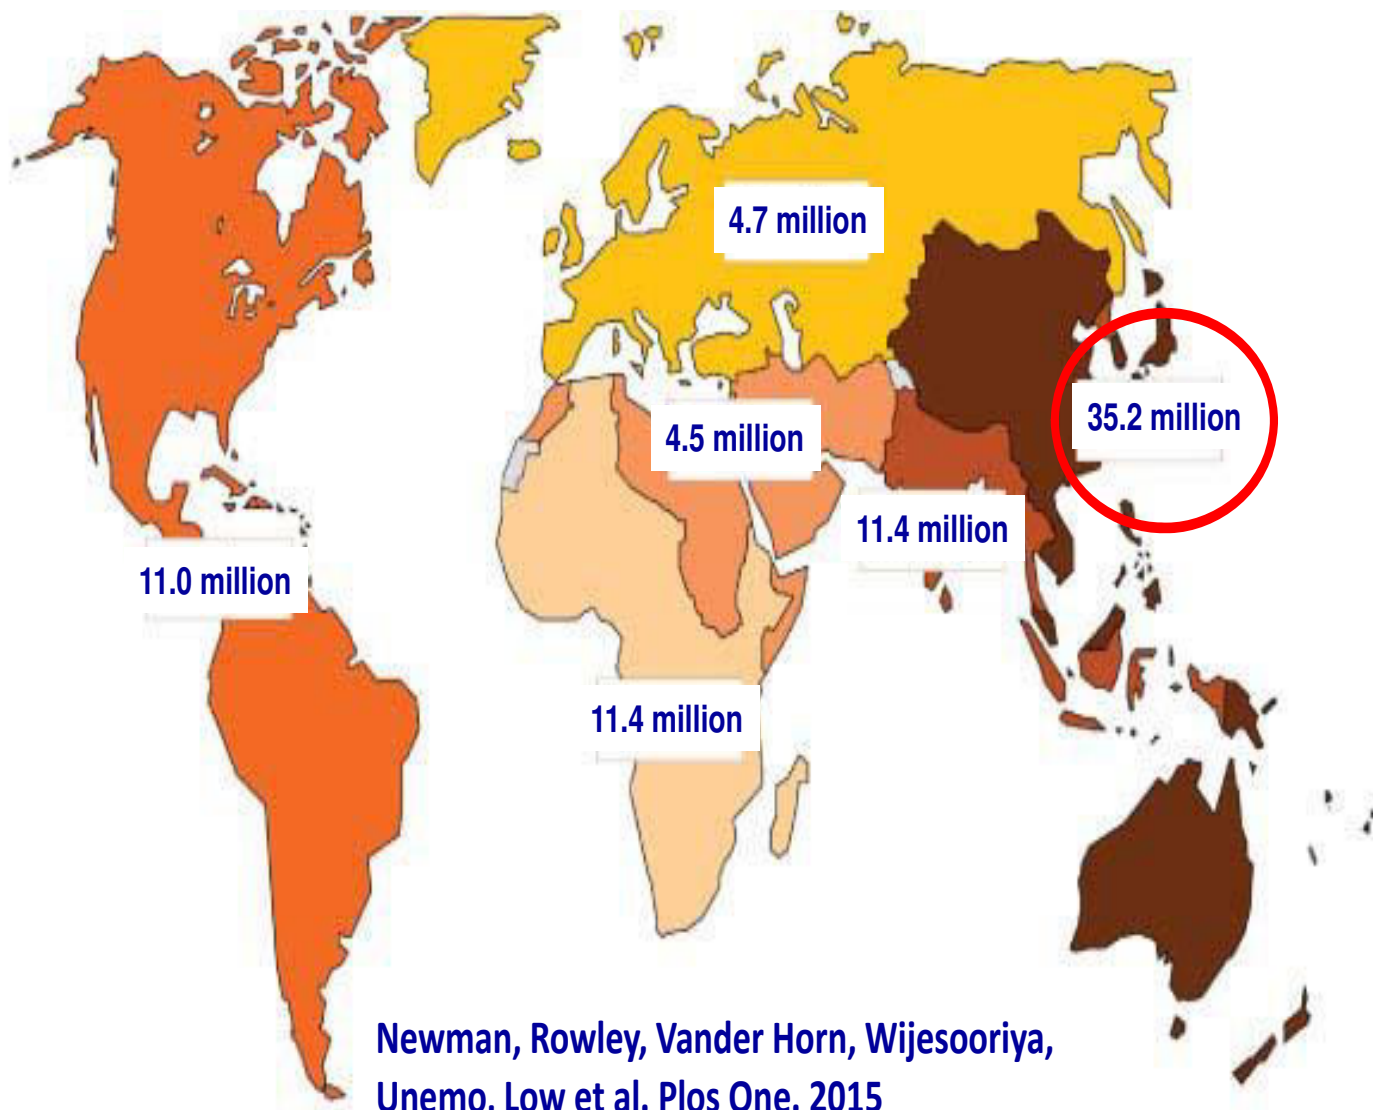 4.7 million
35.2 million
4.5 million
11.4 million
11.0 million
11.4 million
Newman, Rowley, Vander Horn, Wijesooriya,
Unemo, Low et al. Plos One. 2015